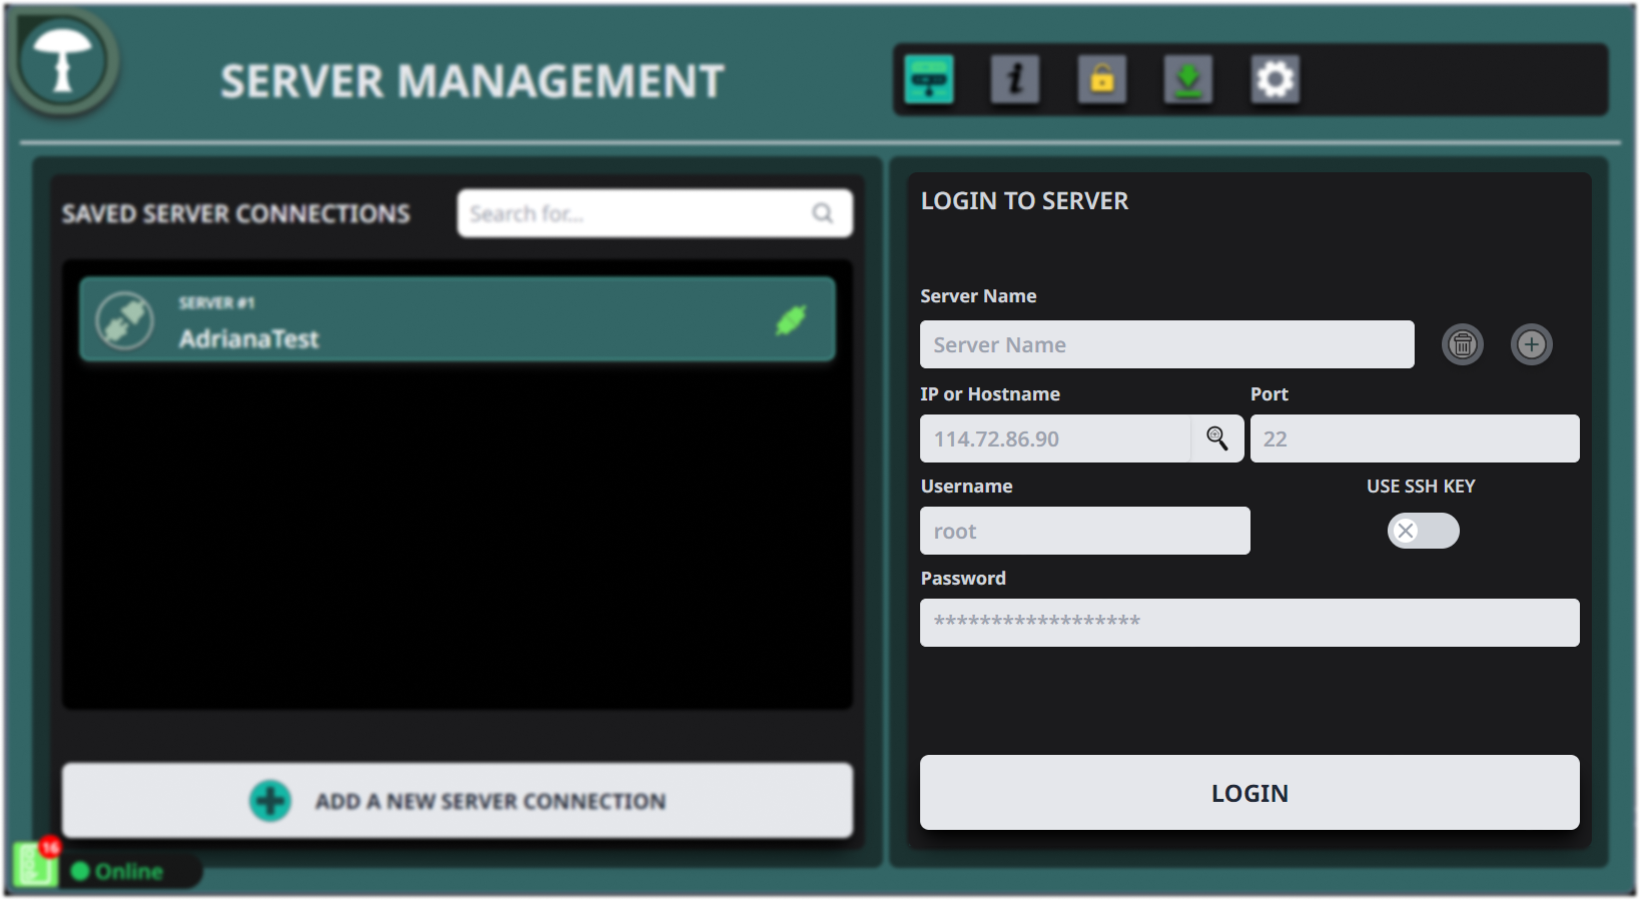 SERVER MANAGEMENT
SAVED SERVER CONNECTIONS
Search for...
SERVER #1
AdrianaTest
ADD A NEW SERVER CONNECTION
16
Online
LOGIN TO SERVER
Server Name
Server Name
IP or Hostname
Port
114.72.86.90
22
Username
USE SSH KEY
root
Password
******************
LOGIN